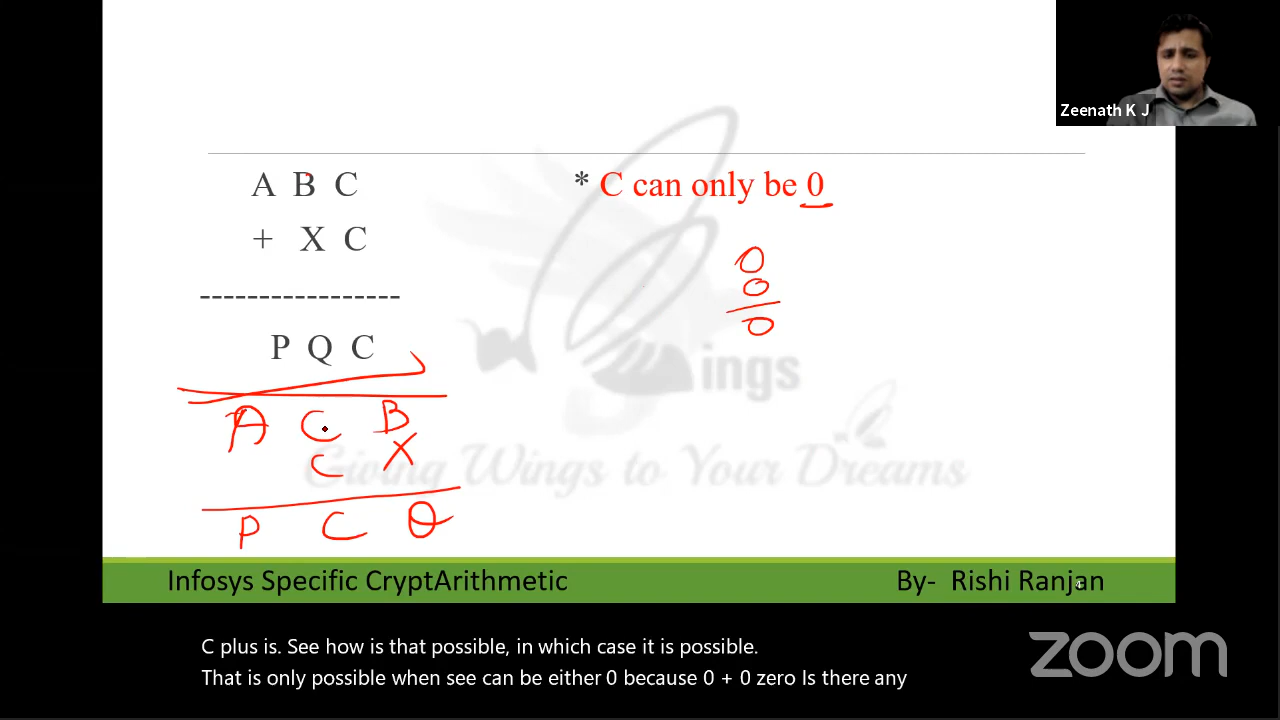 Zeenath K J
A B C
* C can only be 0
+ X C
0
0
0
-----------------
P Q C
ings
A C B
C X
Giving Wings to Your Dreams
P C Q
Infosys Specific CryptArithmetic
By- Rishi Ranjan
C plus is. See how is that possible, in which case it is possible.
That is only possible when see can be either 0 because 0 + 0 zero Is there any
zoom